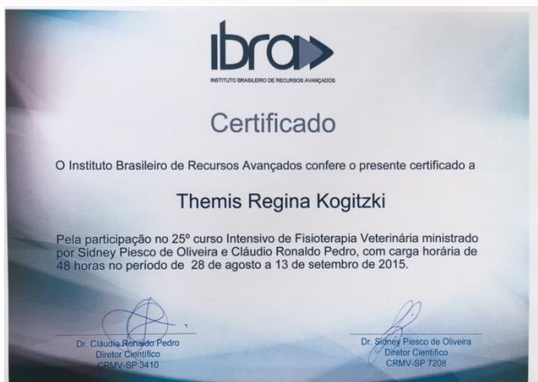 ibra
INSTITUTO BRASILEIRO DE RECURSOS AVANÇADOS
Certificado
O Instituto Brasileiro de Recursos Avançados confere o presente certificado a
Themis Regina Kogitzki
Pela participação no 25º curso Intensivo de Fisioterapia Veterinária ministrado
por Sidney Piesco de Oliveira e Cláudio Ronaldo Pedro, com carga horária de
48 horas no período de 28 de agosto a 13 de setembro de 2015.
Dr. Cláudio Ronaldo Pedro
Diretor Científico
CRMV-SP 3410
Dr. Sidney Piesco de Oliveira
Diretor Científico
CRMV-SP 7208